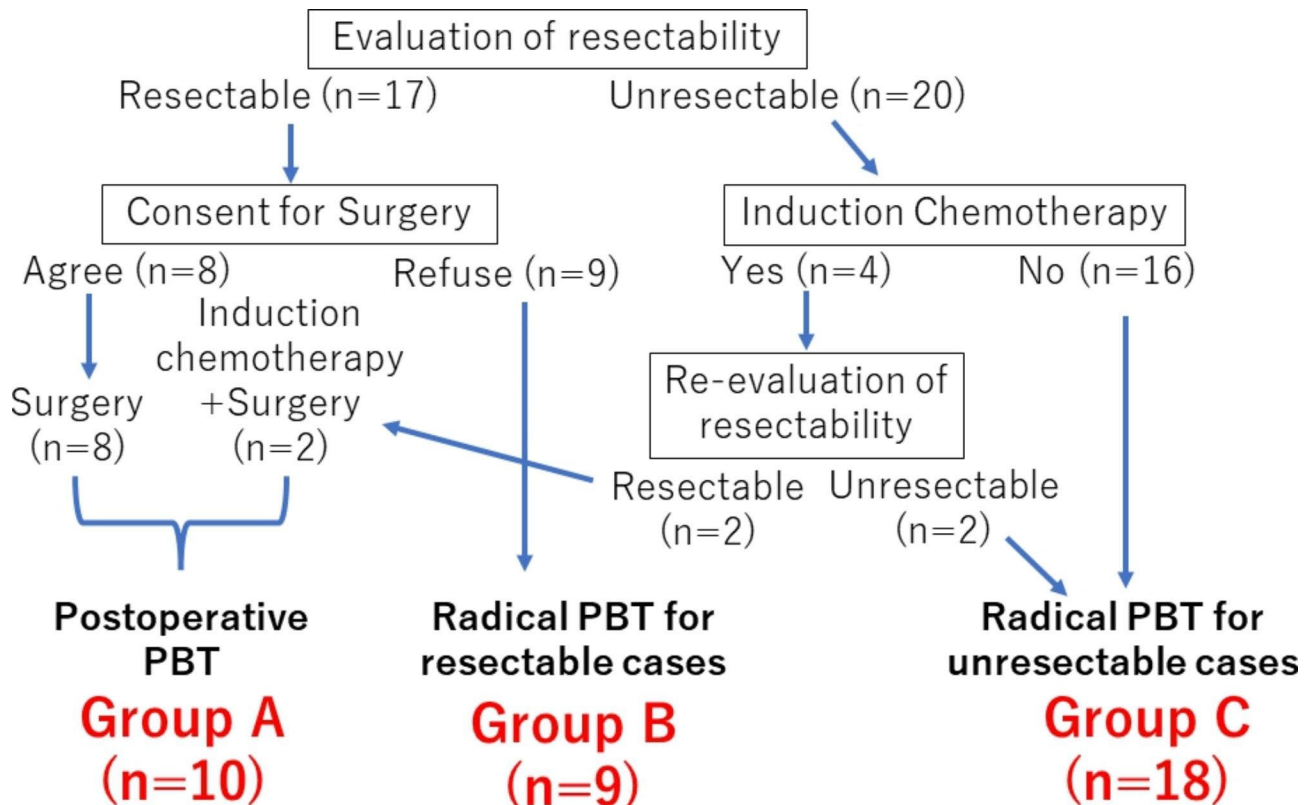 Evaluation of resectability
Resectable (n=17)
Unresectable (n=20)
Consent for Surgery
Induction Chemotherapy
Agree (n=8)
Refuse (n=9)
Yes (n=4)
No (n=16)
Induction
chemotherapy
+Surgery
(n=2)
Surgery
(n=8)
Re-evaluation of
resectability
Resectable
(n=2)
Unresectable
(n=2)
Postoperative
PBT
Group A
(n=10)
Radical PBT for
resectable cases
Group B
(n=9)
Radical PBT for
unresectable cases
Group C
(n=18)